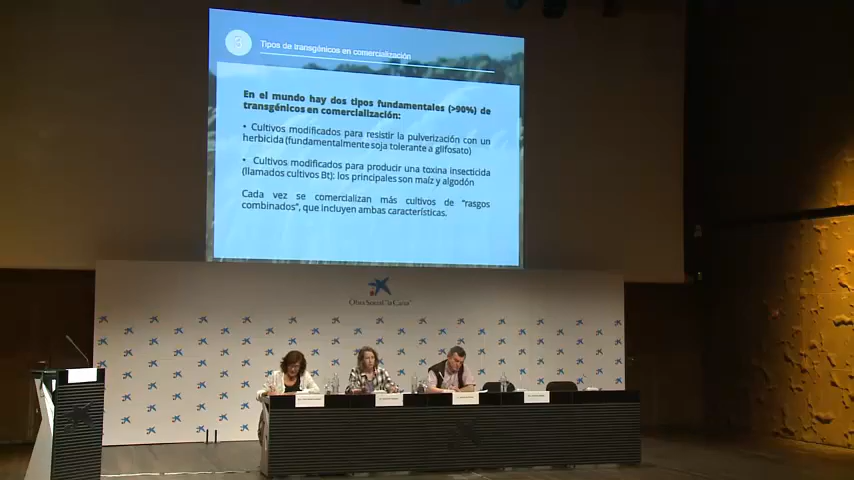 3
Tipos de transgénicos en comercialización
En el mundo hay dos tipos fundamentales (>90%) de
transgénicos en comercialización:
• Cultivos modificados para resistir la pulverización con un
herbicida (fundamentalmente soja tolerante a glifosato)
• Cultivos modificados para producir una toxina insecticida
(llamados cultivos Bt): los principales son maíz y algodón
Cada vez se comercializan más cultivos de "rasgos
combinados", que incluyen ambas características.
Obra Social "la Caixa"